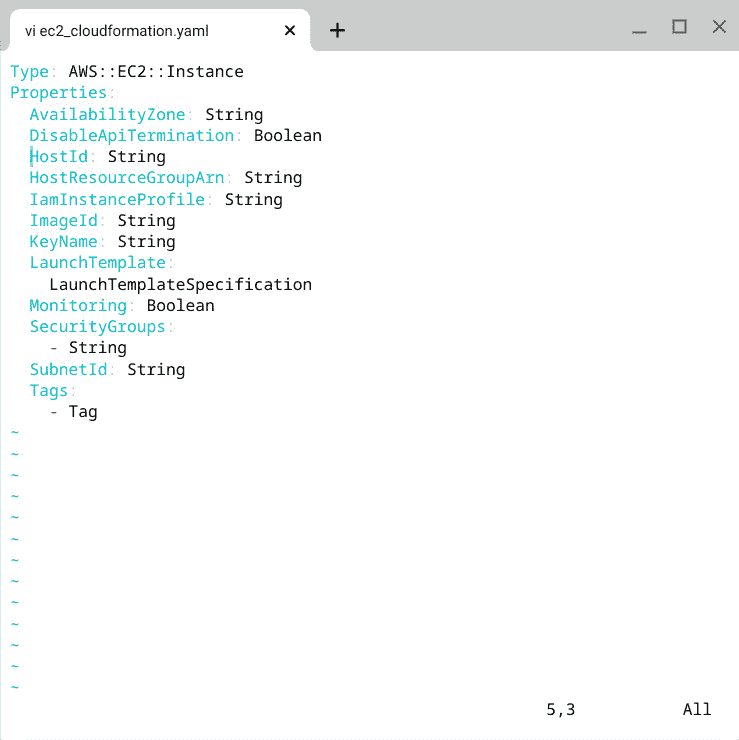 vi ec2_cloudformation.yaml
Type: AWS::EC2::Instance
Properties:
  AvailabilityZone: String
  DisableApiTermination: Boolean
  HostId: String
  HostResourceGroupArn: String
  IamInstanceProfile: String
  ImageId: String
  KeyName: String
  LaunchTemplate:
    LaunchTemplateSpecification
  Monitoring: Boolean
  SecurityGroups:
    - String
  SubnetId: String
  Tags:
    - Tag
~
~
~
~
~
~
~
~
~
~
~
~
~
5,3 All